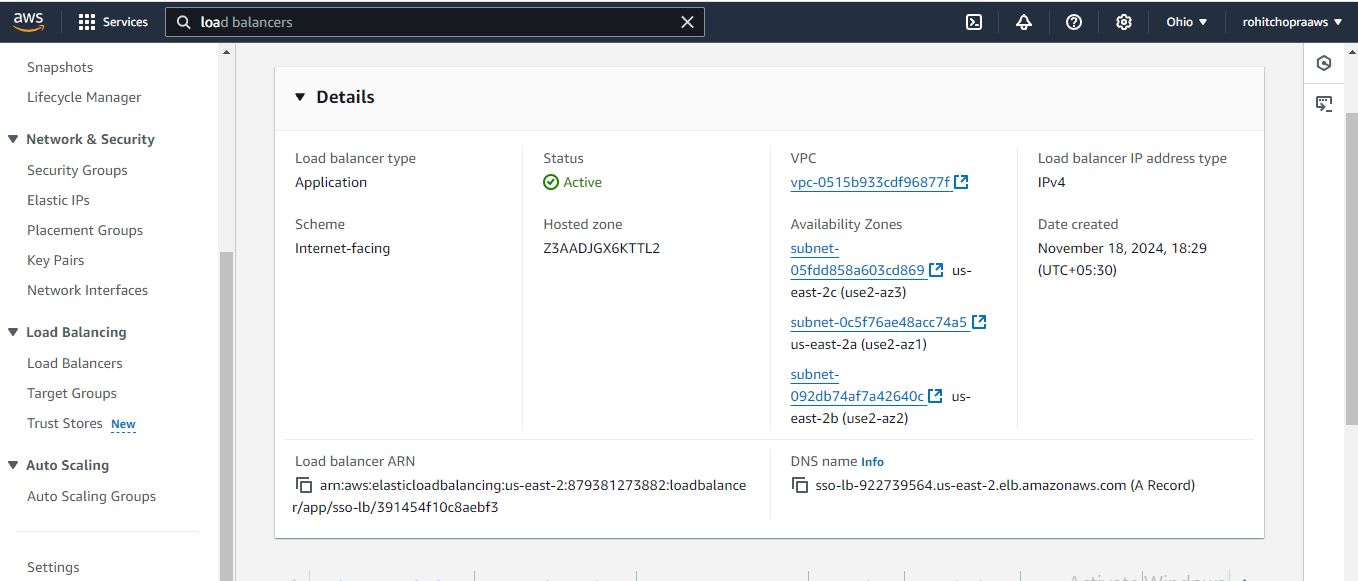 aws
Services
load balancers
Ohio
rohitchopraaws
Snapshots
Lifecycle Manager
Network & Security
Security Groups
Elastic IPs
Placement Groups
Key Pairs
Network Interfaces
Load Balancing
Load Balancers
Target Groups
Trust Stores New
Auto Scaling
Auto Scaling Groups
Settings
Details
Load balancer type
Application
Status
Active
VPC
vpc-0515b933cdf96877f
Load balancer IP address type
IPv4
Scheme
Internet-facing
Hosted zone
Z3AADJGX6KTTL2
Availability Zones
subnet-
05fdd858a603cd869 us-
east-2c (use2-az3)
subnet-0c5f76ae48acc74a5
us-east-2a (use2-az1)
subnet-
092db74af7a42640c us-
east-2b (use2-az2)
Date created
November 18, 2024, 18:29
(UTC+05:30)
Load balancer ARN
arn:aws:elasticloadbalancing:us-east-2:879381273882:loadbalance
r/app/sso-lb/391454f10c8aebf3
DNS name Info
sso-lb-922739564.us-east-2.elb.amazonaws.com (A Record)
Activate Windows